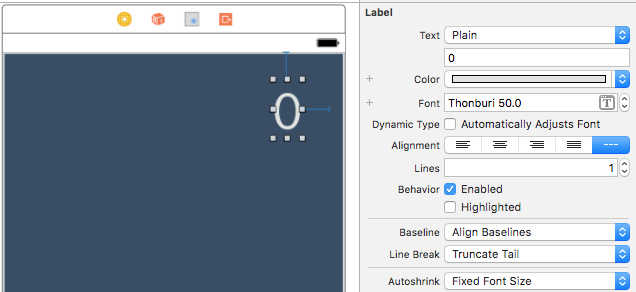 Label
Text Plain
0
+ Color
+ Font Thonburi 50.0 T
Dynamic Type Automatically Adjusts Font
Alignment ---
Lines 1
Behavior Enabled
Highlighted
Baseline Align Baselines
Line Break Truncate Tail
Autoshrink Fixed Font Size
0